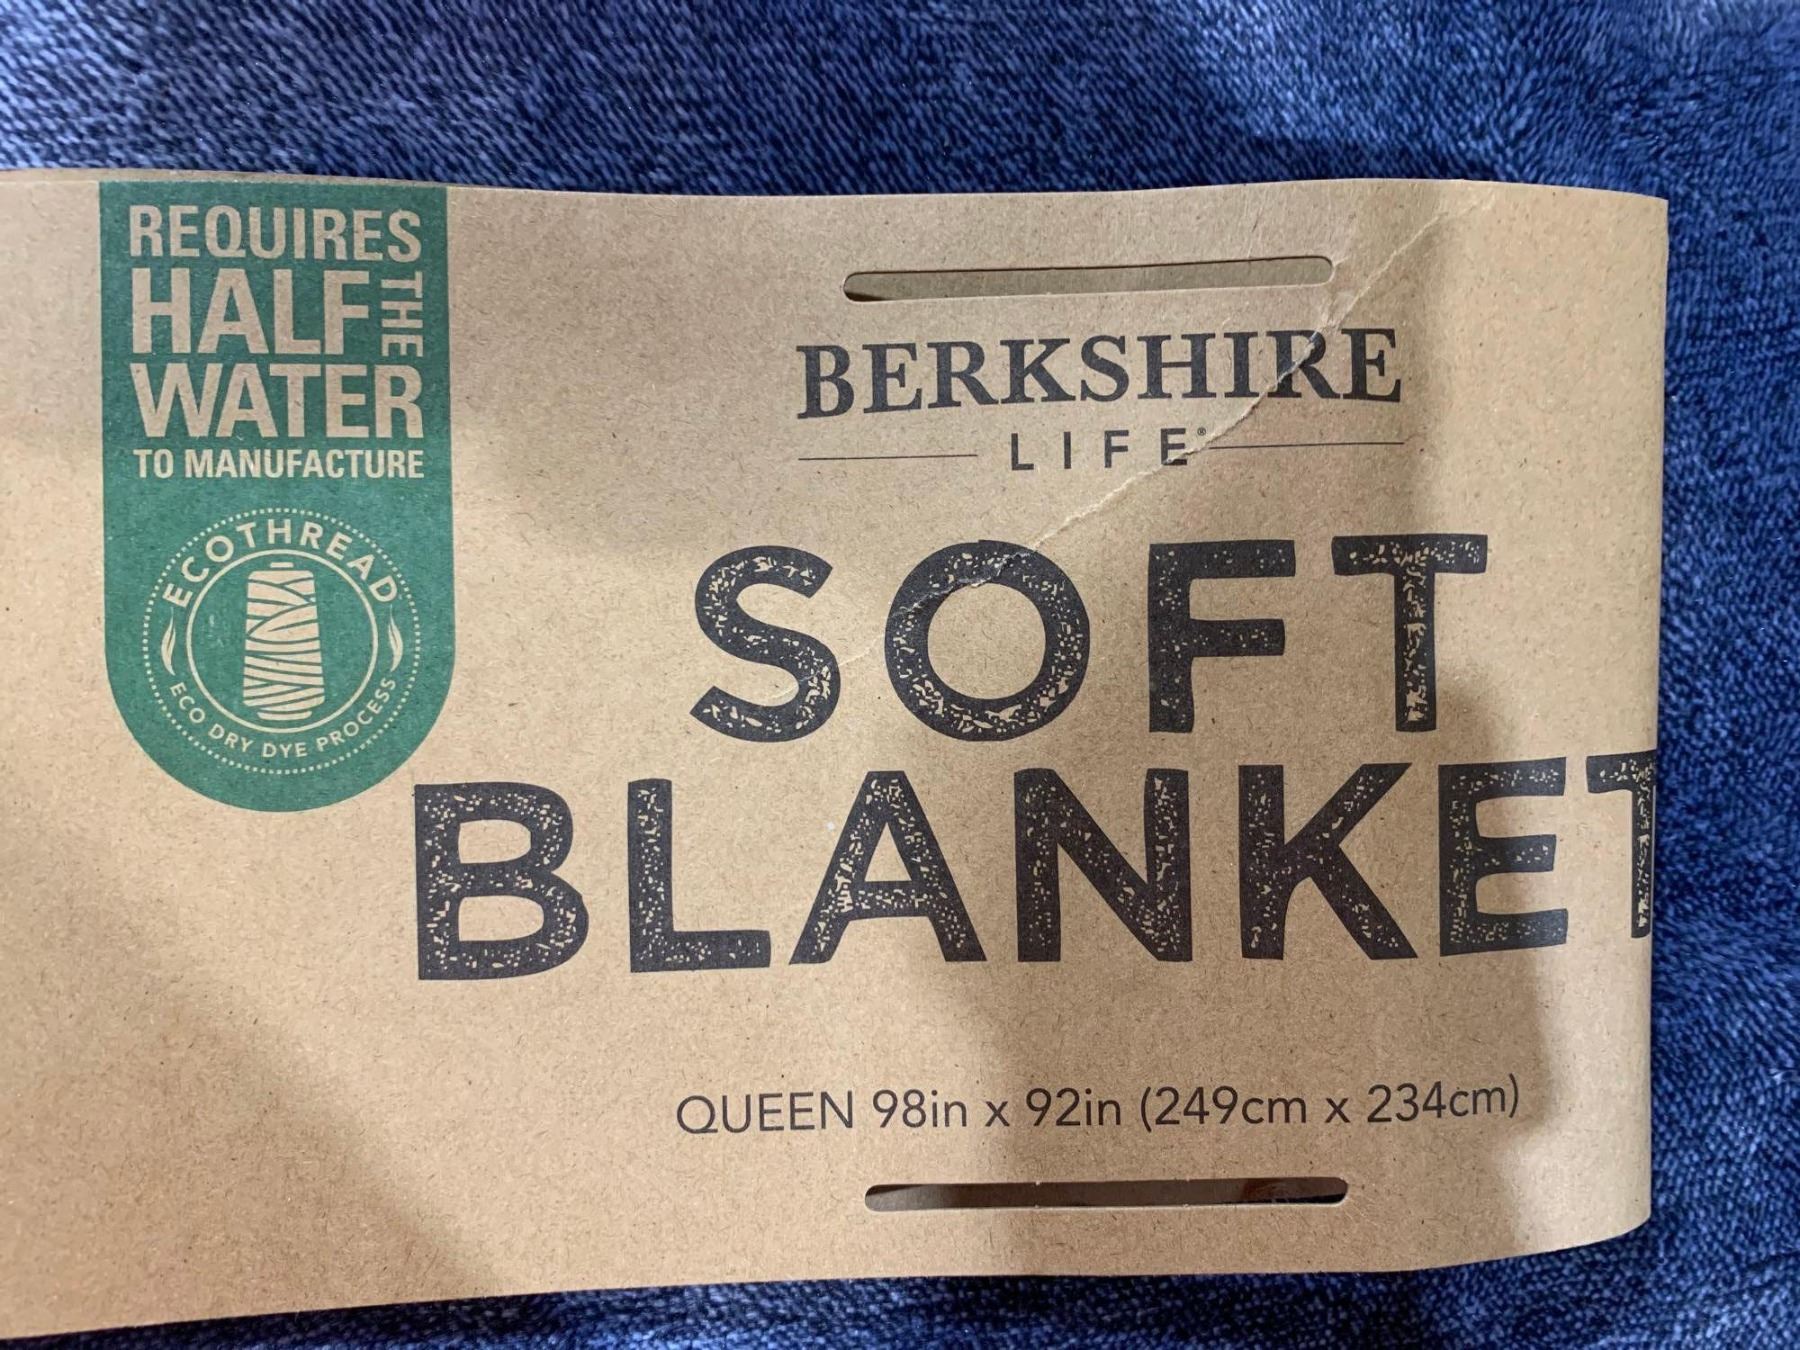 REQUIRES
HALF THE
WATER
TO MANUFACTURE
ECOTHREAD
ECO DRY DYE PROCESS
BERKSHIRE
LIFE®
SOFT
BLANKET
QUEEN 98in x 92in (249cm x 234cm)